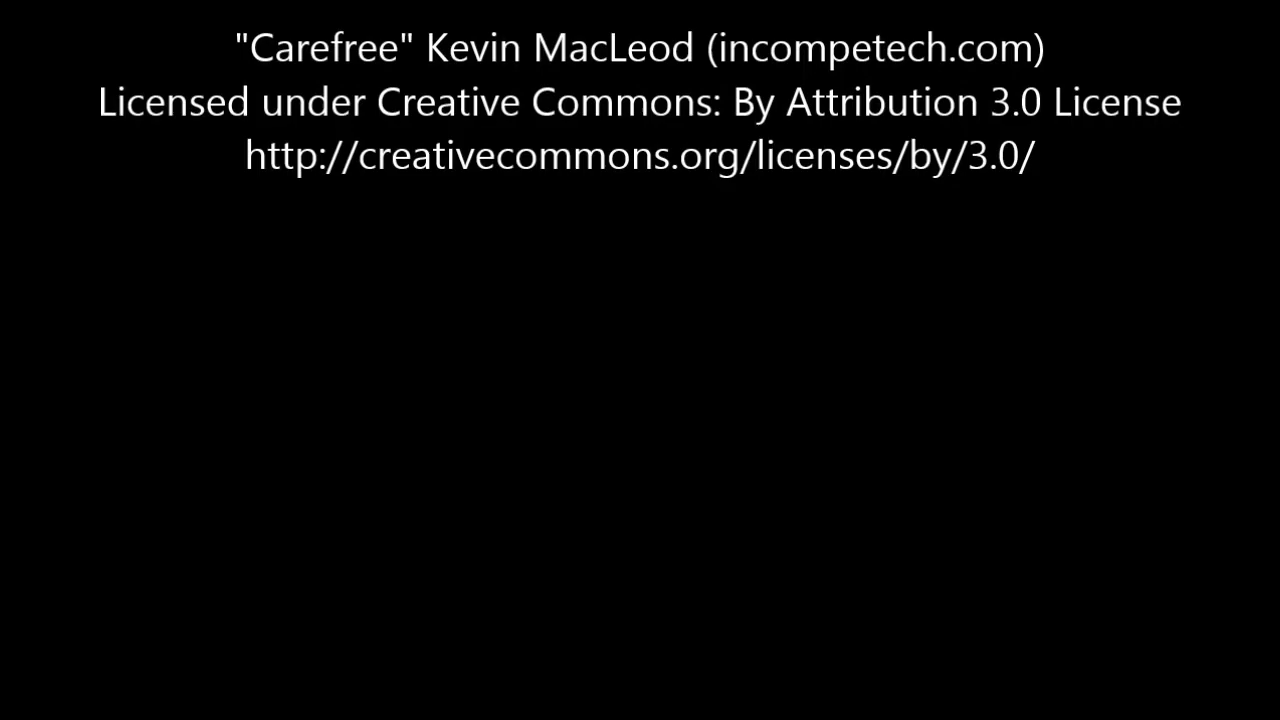 "Carefree" Kevin MacLeod (incompetech.com)
Licensed under Creative Commons: By Attribution 3.0 License
http://creativecommons.org/licenses/by/3.0/